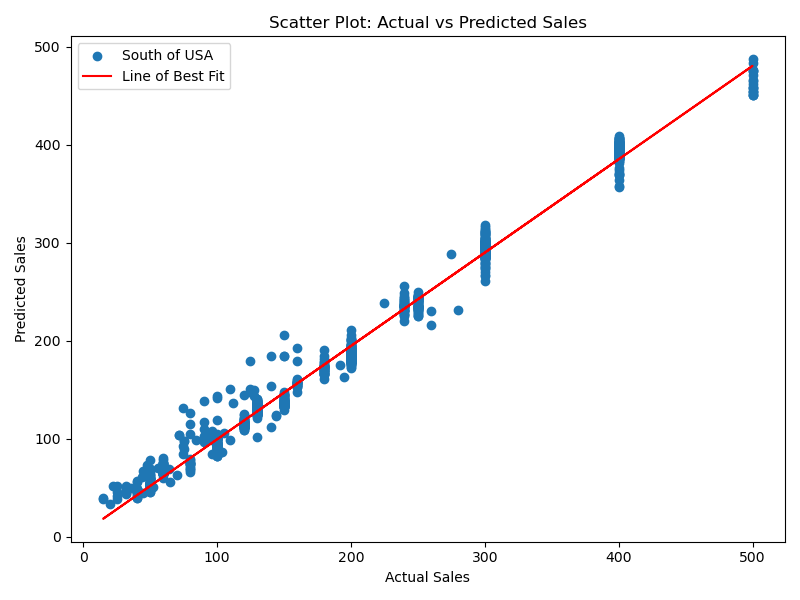 Scatter Plot: Actual vs Predicted Sales
South of USA
Line of Best Fit
Predicted Sales
500
400
300
200
100
0
0 100 200 300 400 500
Actual Sales